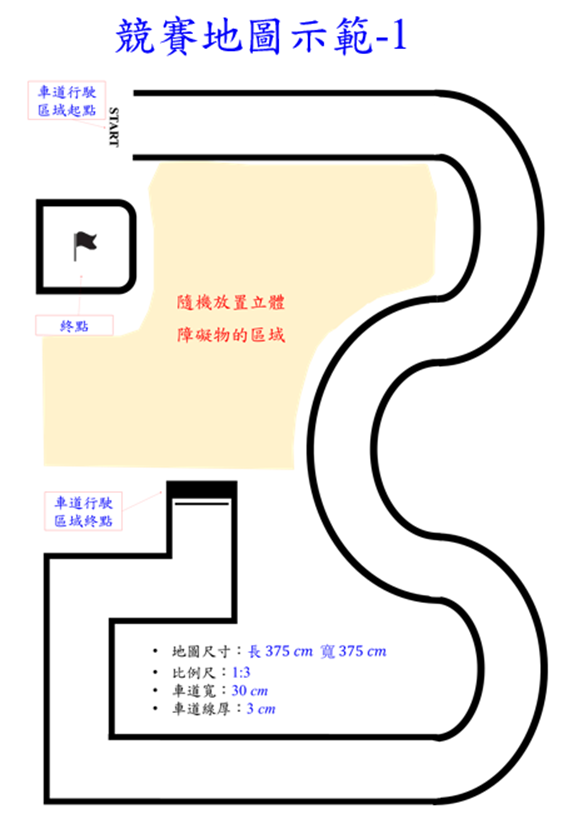 競賽地圖示範-1
車道行駛
區域起點
START
隨機放置立體
障礙物的區域
終點
車道行駛
區域終點
• 地圖尺寸：長 375 cm 寬 375 cm
• 比例尺：1:3
• 車道寬：30 cm
• 車道線厚：3 cm